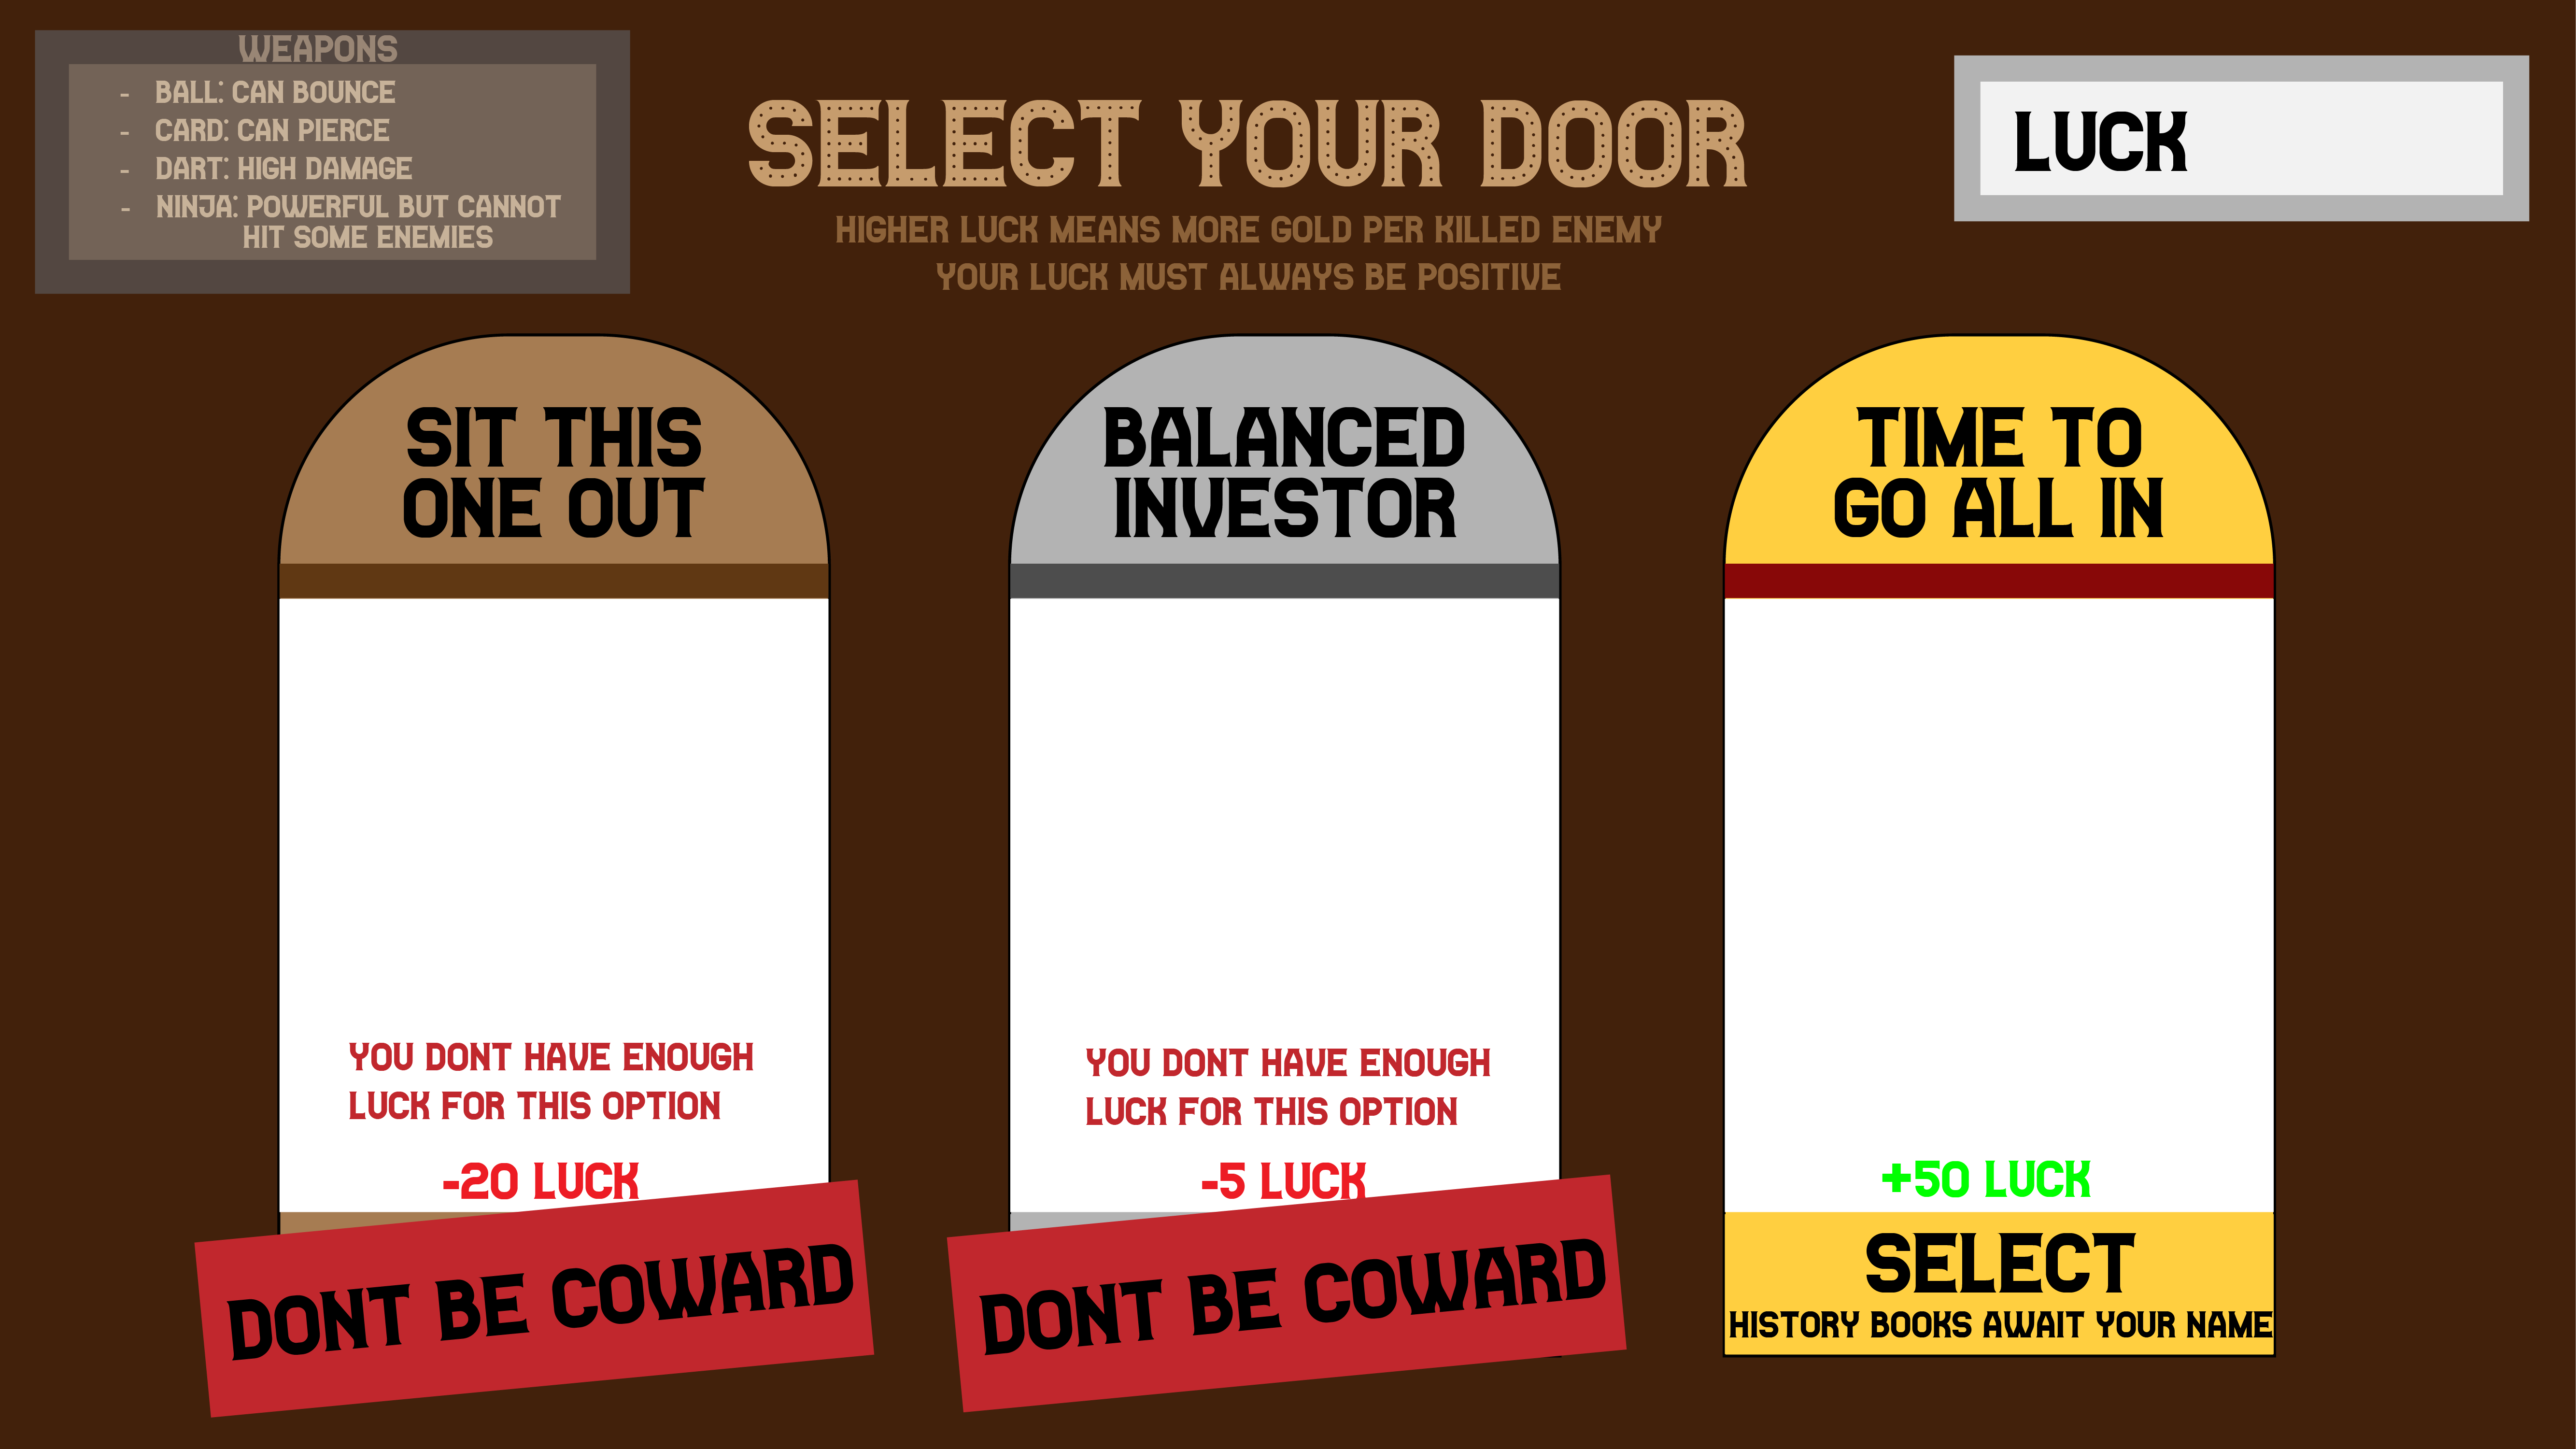 WEAPONS
- BALL: CAN BOUNCE
- CARD: CAN PIERCE
- DART: HIGH DAMAGE
- NINJA: POWERFUL BUT CANNOT
HIT SOME ENEMIES
SELECT YOUR DOOR
HIGHER LUCK MEANS MORE GOLD PER KILLED ENEMY
YOUR LUCK MUST ALWAYS BE POSITIVE
LUCK
SIT THIS
ONE OUT
YOU DONT HAVE ENOUGH
LUCK FOR THIS OPTION
-20 LUCK
DONT BE COWARD
BALANCED
INVESTOR
YOU DONT HAVE ENOUGH
LUCK FOR THIS OPTION
-5 LUCK
DONT BE COWARD
TIME TO
GO ALL IN
+50 LUCK
SELECT
HISTORY BOOKS AWAIT YOUR NAME